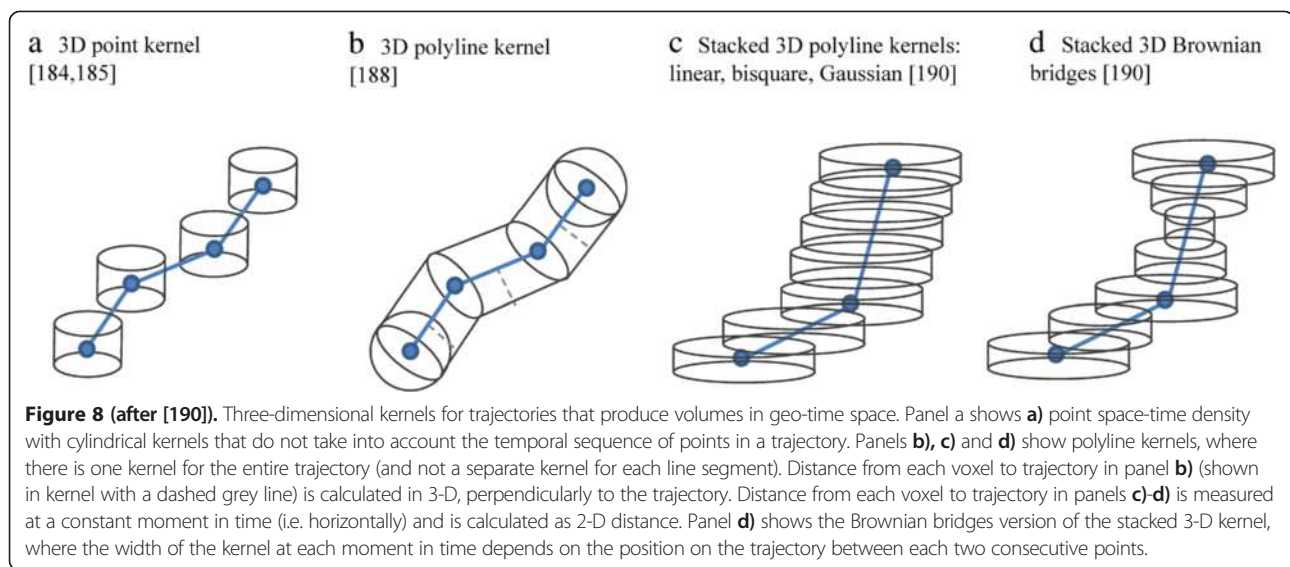 a 3D point kernel
[184,185]
b 3D polyline kernel
[188]
c Stacked 3D polyline kernels:
linear, bisquare, Gaussian [190]
d Stacked 3D Brownian
bridges [190]
Figure 8 (after [190]). Three-dimensional kernels for trajectories that produce volumes in geo-time space. Panel a shows a) point space-time density
with cylindrical kernels that do not take into account the temporal sequence of points in a trajectory. Panels b), c) and d) show polyline kernels, where
there is one kernel for the entire trajectory (and not a separate kernel for each line segment). Distance from each voxel to trajectory in panel b) (shown
in kernel with a dashed grey line) is calculated in 3-D, perpendicularly to the trajectory. Distance from each voxel to trajectory in panels c)-d) is measured
at a constant moment in time (i.e. horizontally) and is calculated as 2-D distance. Panel d) shows the Brownian bridges version of the stacked 3-D kernel,
where the width of the kernel at each moment in time depends on the position on the trajectory between each two consecutive points.